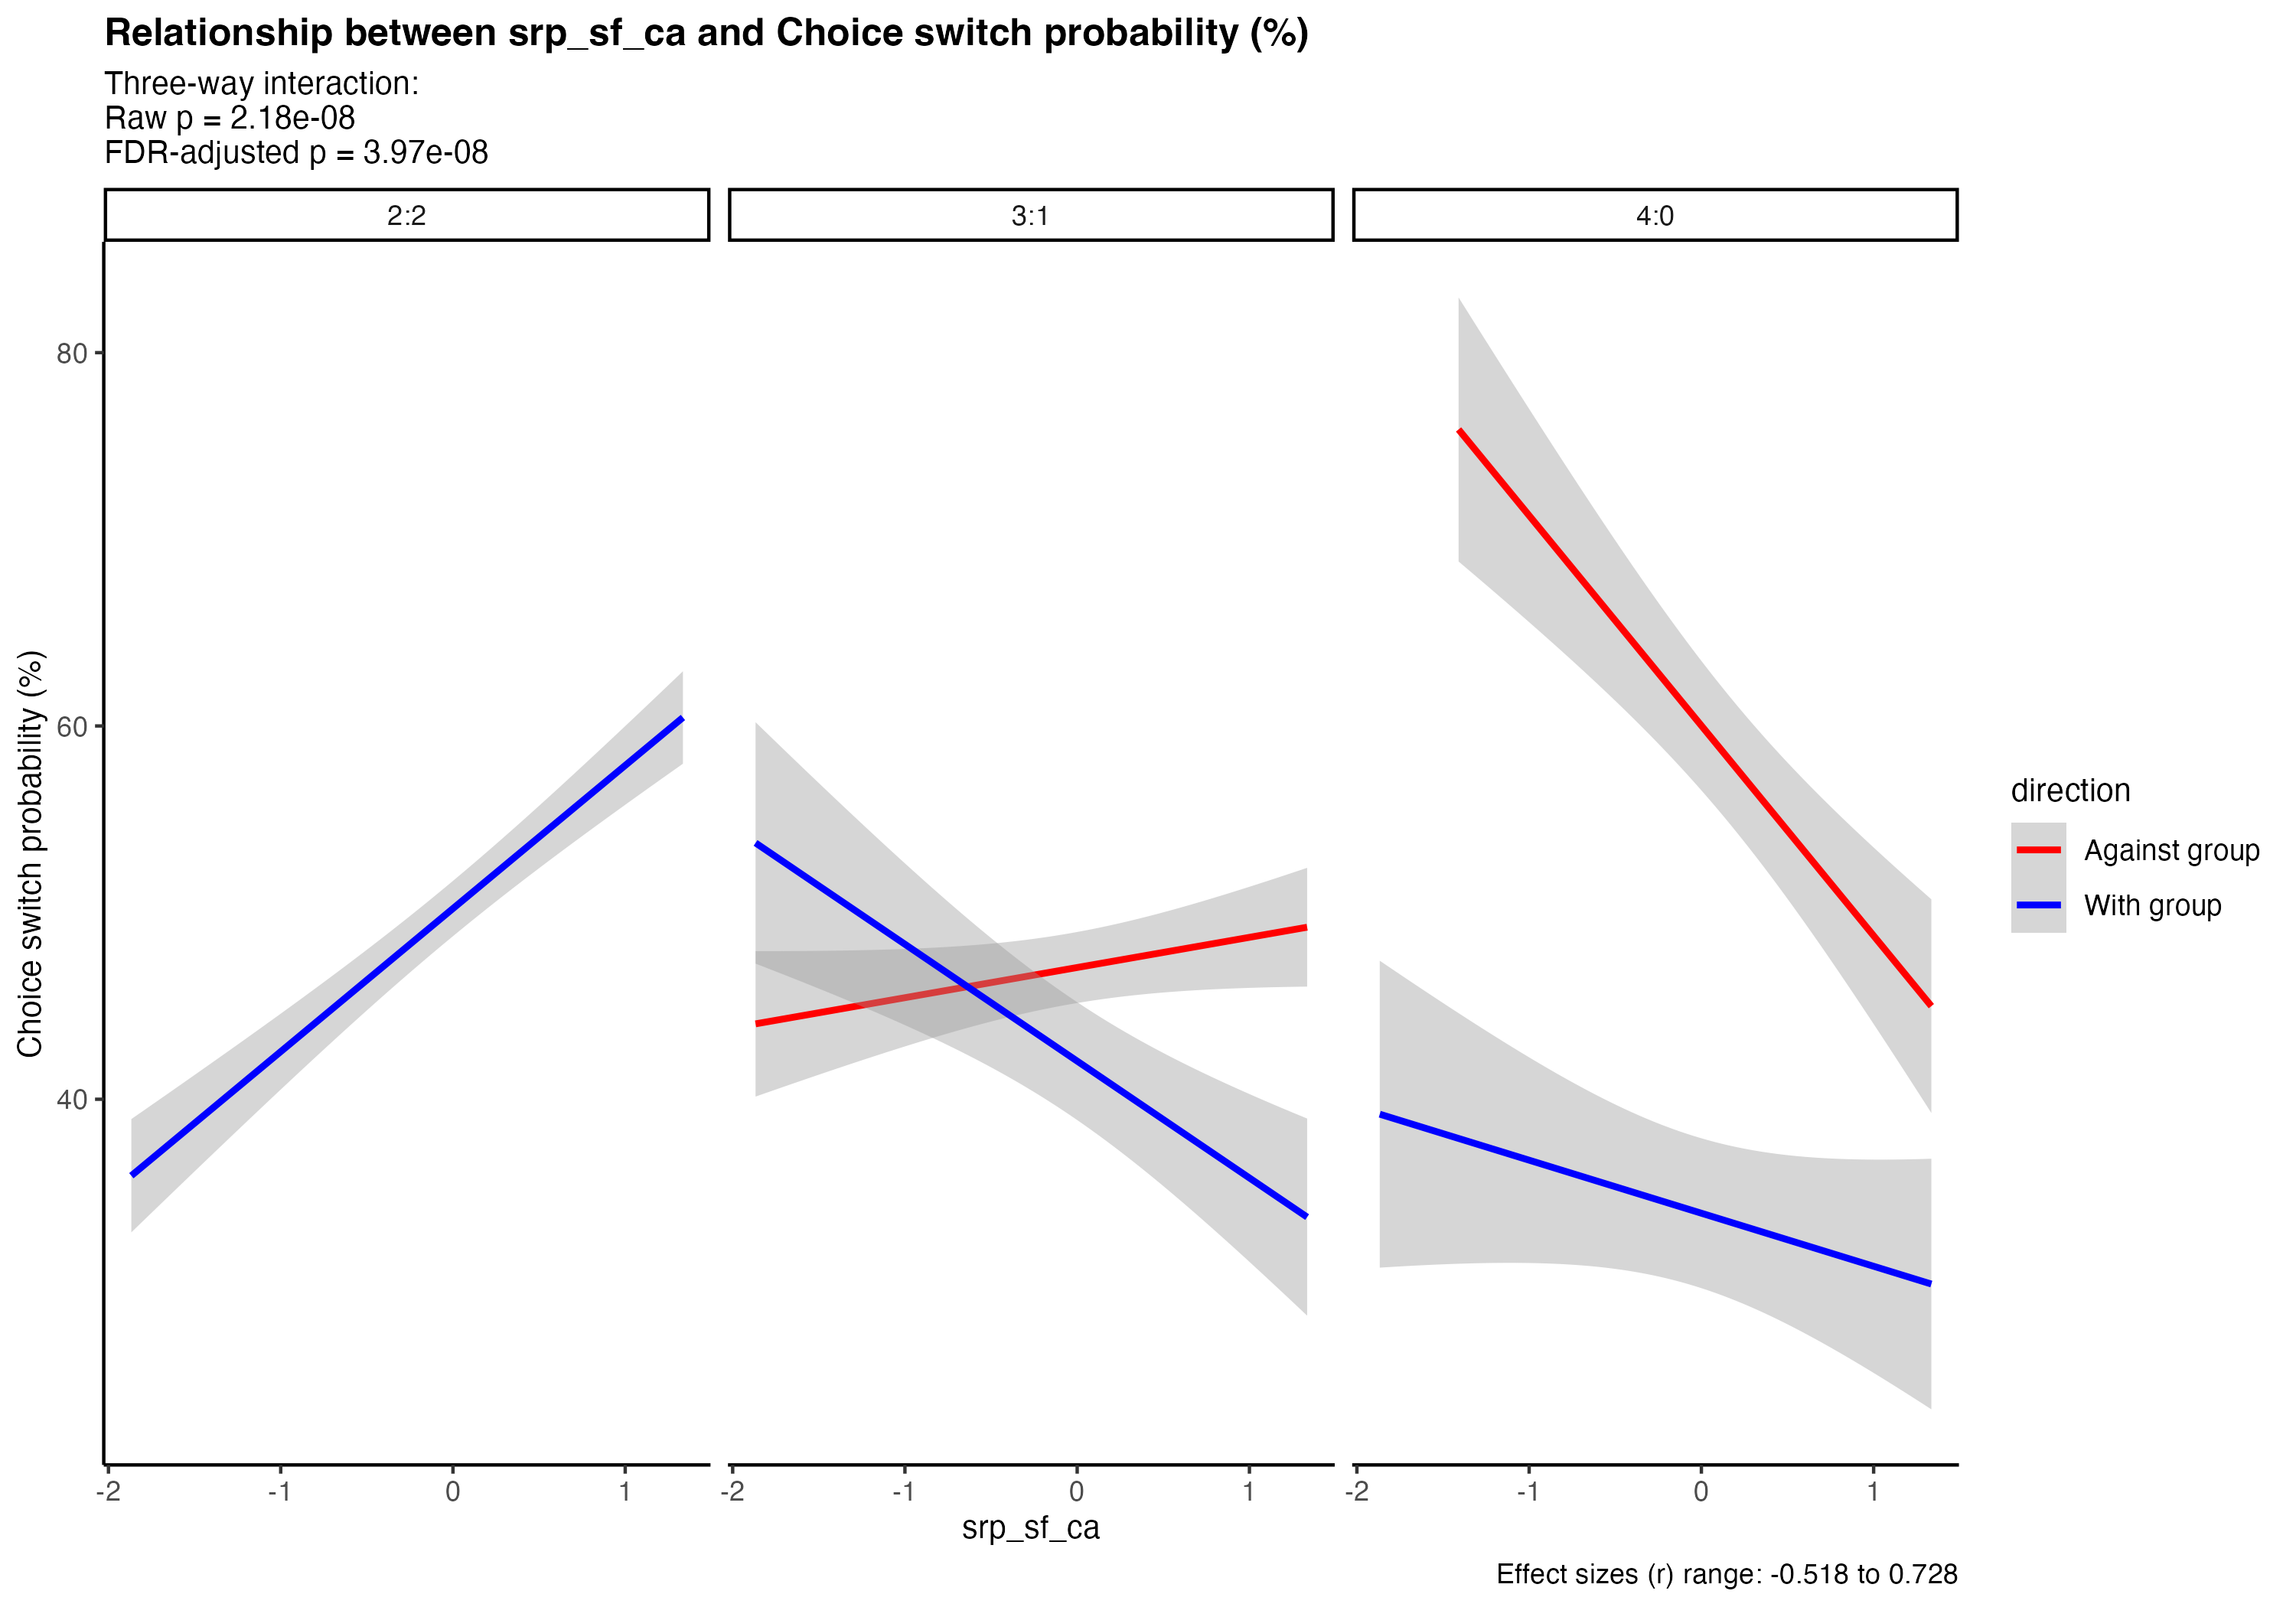 Relationship between srp_sf_ca and Choice switch probability (%)
Three-way interaction:
Raw p = 2.18e-08
FDR-adjusted p = 3.97e-08
2:2
3:1
4:0
80
60
40
Choice switch probability (%)
-2
-1
0
1
-2
-1
0
1
-2
-1
0
1
srp_sf_ca
direction
Against group
With group
Effect sizes (r) range: -0.518 to 0.728